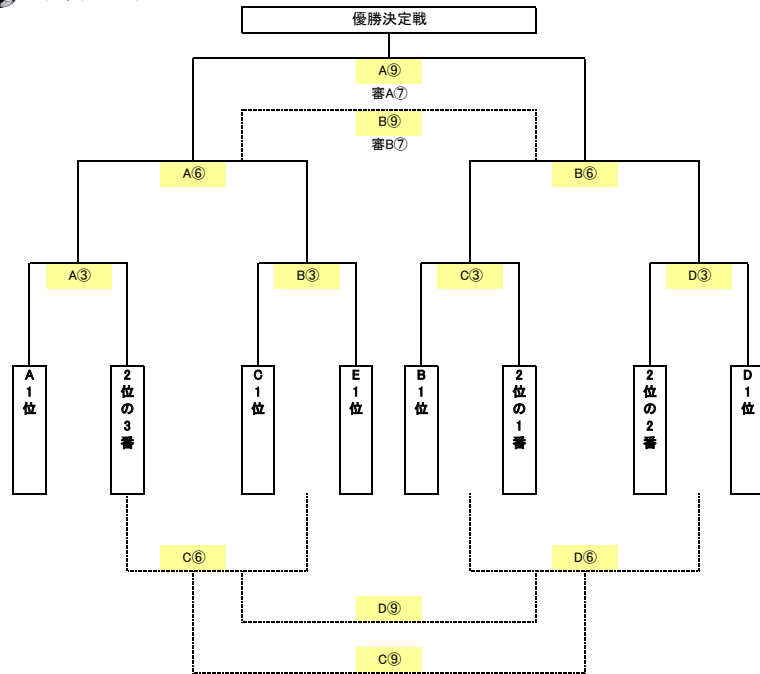 優勝決定戦
A⑨
審A⑦
B⑨
審B⑦
A⑥
B⑥
A③
B③
C③
D③
A1位
2位の3番
C1位
E1位
B1位
2位の1番
2位の2番
D1位
C⑥
D⑥
D⑨
C⑨